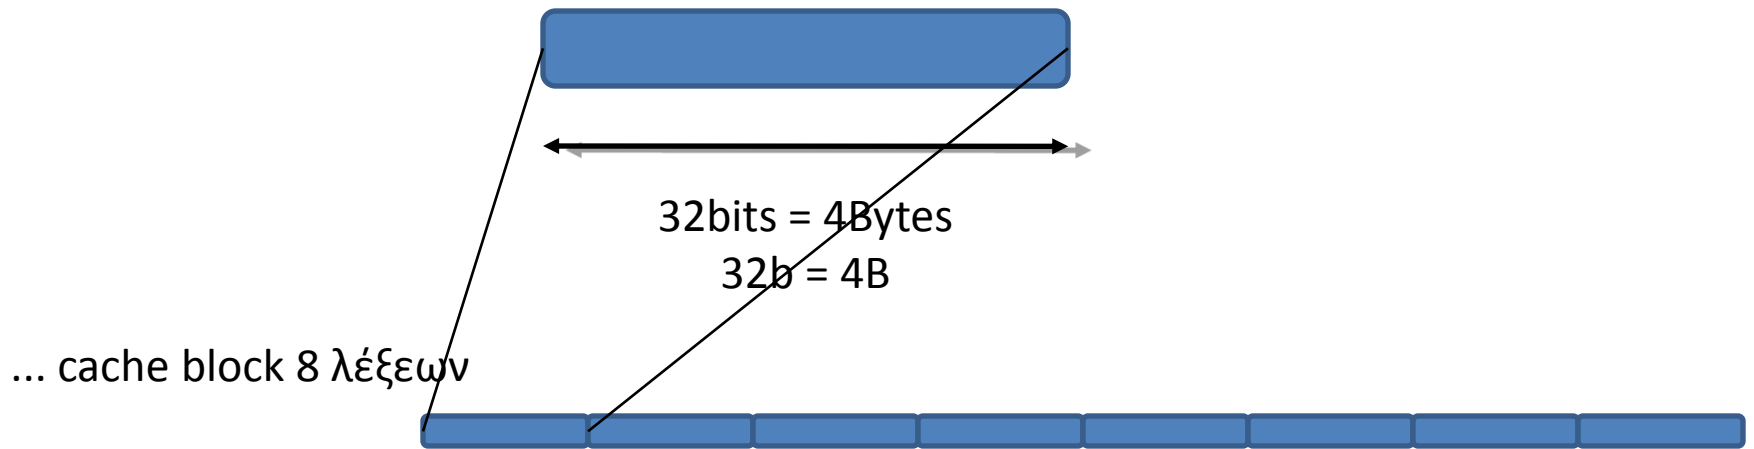 32bits = 4Bytes
32b = 4B
... cache block 8 λέξεων